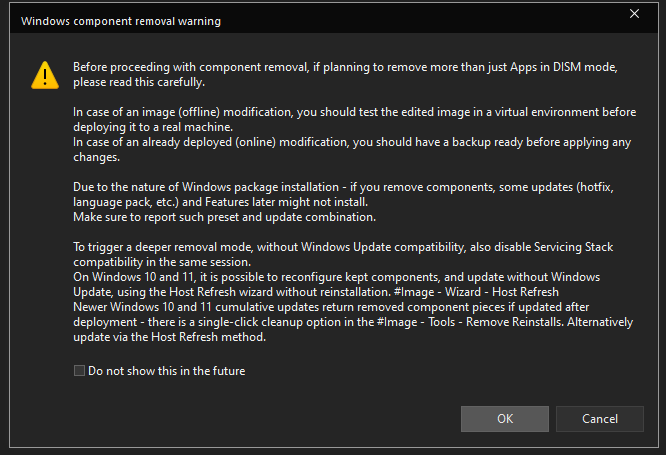 Windows component removal warning
Before proceeding with component removal, if planning to remove more than just Apps in DISM mode,
please read this carefully.
In case of an image (offline) modification, you should test the edited image in a virtual environment before
deploying it to a real machine.
In case of an already deployed (online) modification, you should have a backup ready before applying any
changes.
Due to the nature of Windows package installation - if you remove components, some updates (hotfix,
language pack, etc.) and Features later might not install.
Make sure to report such preset and update combination.
To trigger a deeper removal mode, without Windows Update compatibility, also disable Servicing Stack
compatibility in the same session.
On Windows 10 and 11, it is possible to reconfigure kept components, and update without Windows
Update, using the Host Refresh wizard without reinstallation. #Image - Wizard - Host Refresh
Newer Windows 10 and 11 cumulative updates return removed component pieces if updated after
deployment - there is a single-click cleanup option in the #Image - Tools - Remove Reinstalls. Alternatively
update via the Host Refresh method.
Do not show this in the future
OK Cancel